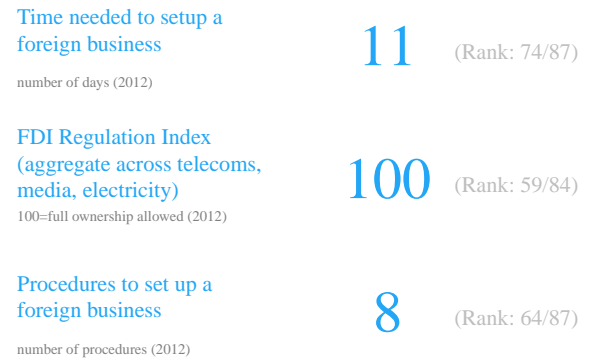 Time needed to setup a
foreign business
11
(Rank: 74/87)
number of days (2012)
FDI Regulation Index
(aggregate across telecoms,
media, electricity)
100
(Rank: 59/84)
100=full ownership allowed (2012)
Procedures to set up a
foreign business
8
(Rank: 64/87)
number of procedures (2012)